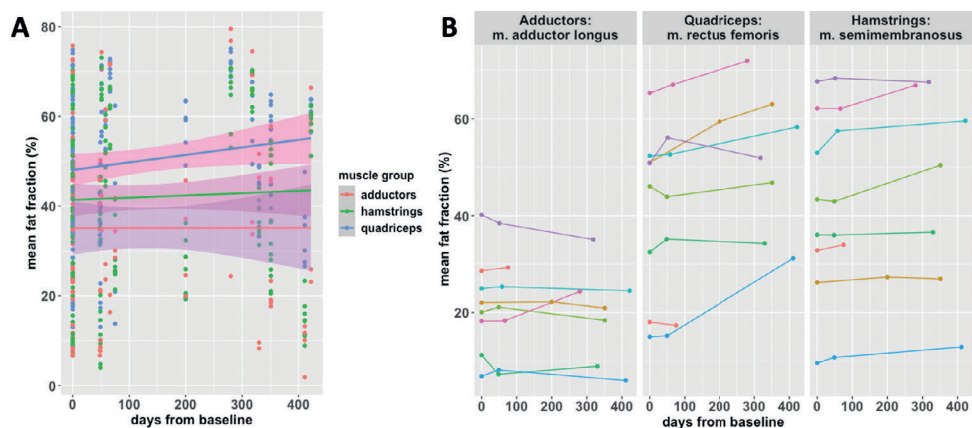 A
mean fat fraction (%)
80
60
40
20
0
0 100 200 300 400
days from baseline
muscle group
adductors
hamstrings
quadriceps
B
Adductors:
m. adductor longus
Quadriceps:
m. rectus femoris
Hamstrings:
m. semimembranosus
mean fat fraction (%)
60
40
20
0 100 200 300 400 0 100 200 300 400 0 100 200 300 400
days from baseline